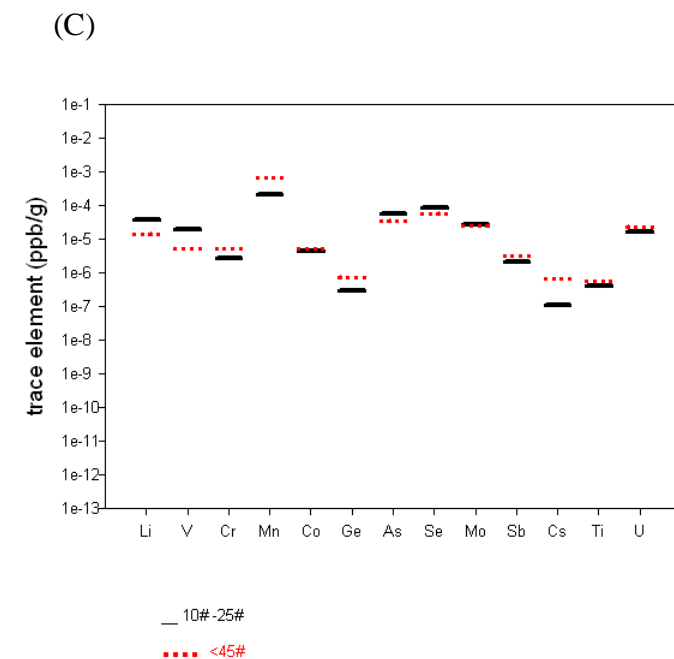 (C)
trace element (ppb/g)
1e-1
1e-2
1e-3
1e-4
1e-5
1e-6
1e-7
1e-8
1e-9
1e-10
1e-11
1e-12
1e-13
Li V Cr Mn Co Ge As Se Mo Sb Cs Ti U
10#-25#
<45#